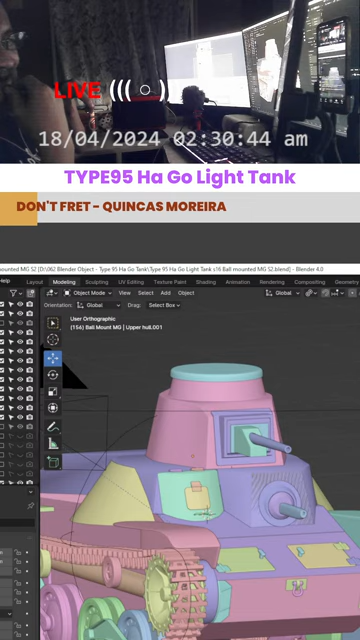 LIVE ((( ○ ))
18/04/2024 02:30:44 am
TYPE95 Ha Go Light Tank
DON'T FRET - QUINCAS MOREIRA
mounted MG S2 [D:\062 Blender Object - Type 95 Ha Go Tank\Type 95 Ha Go Light Tank s16 Ball mounted MG S2.blend] - Blender 4.0
Layout Modeling Sculpting UV Editing Texture Paint Shading Animation Rendering Compositing Geometry
Object Mode View Select Add Object Global
Orientation: Global Drag: Select Box
User Orthographic
(154) Ball Mount MG | Upper hull.001